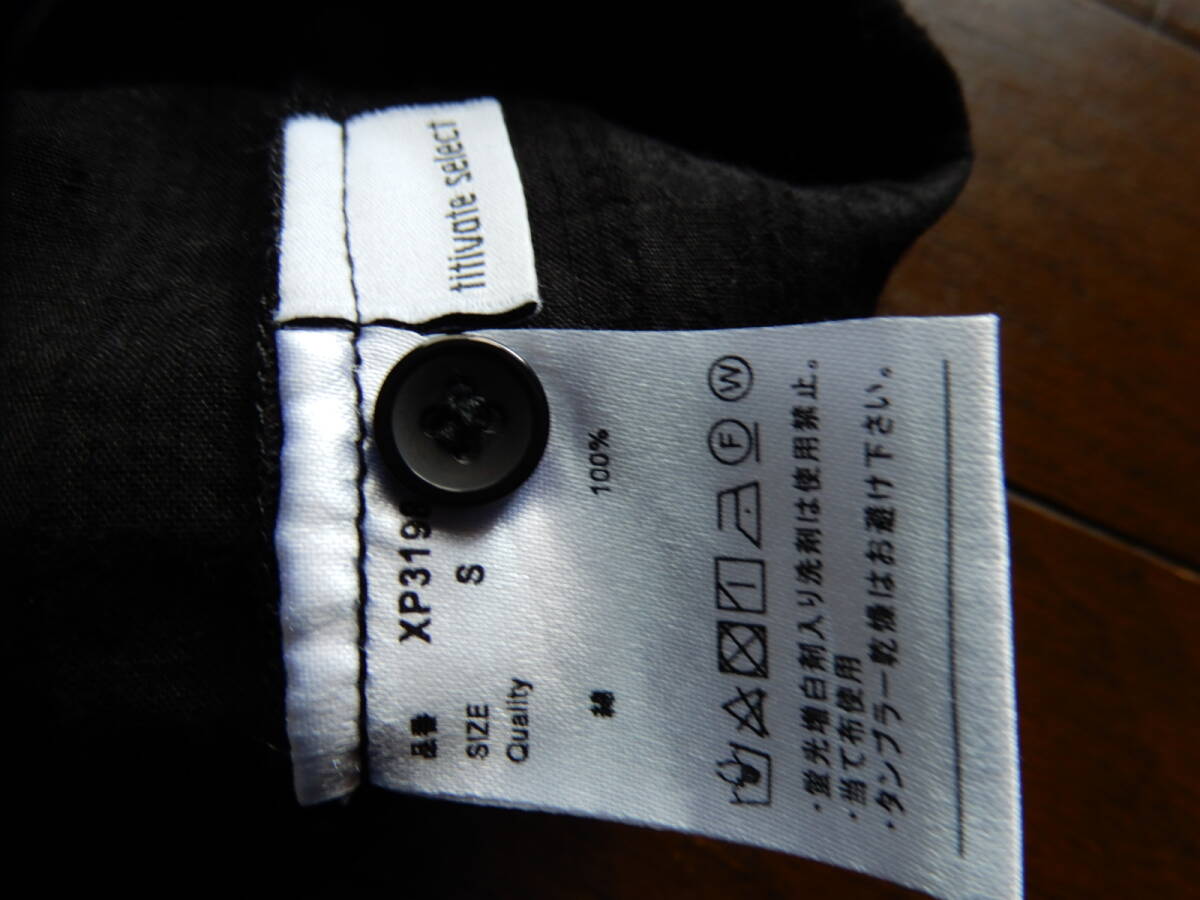 titivate select
品番 XP319
SIZE S
Quality
綿 100%
F W
・蛍光増白剤入り洗剤は使用禁止。
・当て布使用
・タンブラー乾燥はお避け下さい。